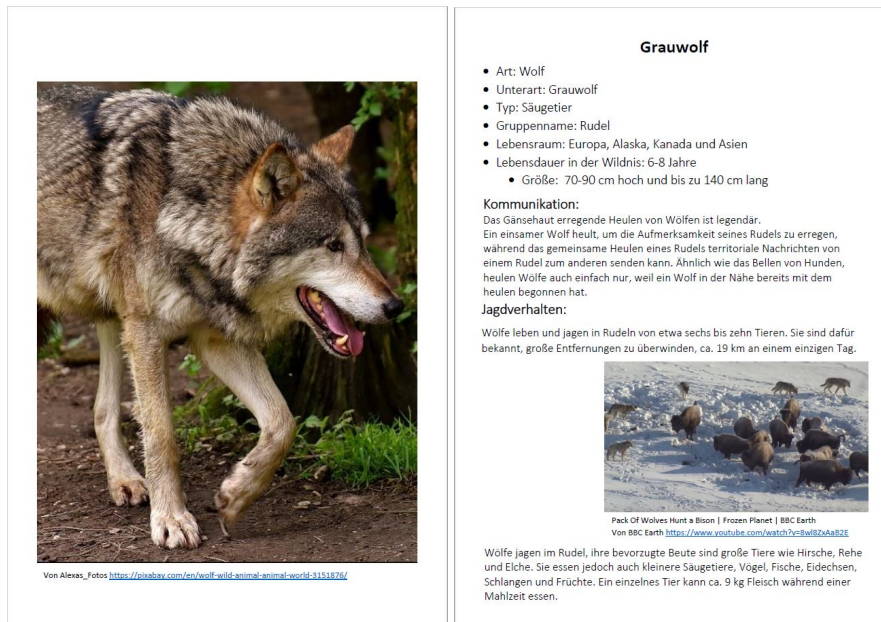 Von Alexas_Fotos https://pixabay.com/en/wolf-wild-animal-animal-world-3151876/
Grauwolf
• Art: Wolf
• Unterart: Grauwolf
• Typ: Säugetier
• Gruppenname: Rudel
• Lebensraum: Europa, Alaska, Kanada und Asien
• Lebensdauer in der Wildnis: 6-8 Jahre
• Größe: 70-90 cm hoch und bis zu 140 cm lang
Kommunikation:
Das Gänsehaut erregende Heulen von Wölfen ist legendär.
Ein einsamer Wolf heult, um die Aufmerksamkeit seines Rudels zu erregen,
während das gemeinsame Heulen eines Rudels territoriale Nachrichten von
einem Rudel zum anderen senden kann. Ähnlich wie das Bellen von Hunden,
heulen Wölfe auch einfach nur, weil ein Wolf in der Nähe bereits mit dem
heulen begonnen hat.
Jagdverhalten:
Wölfe leben und jagen in Rudeln von etwa sechs bis zehn Tieren. Sie sind dafür
bekannt, große Entfernungen zu überwinden, ca. 19 km an einem einzigen Tag.
Pack Of Wolves Hunt a Bison | Frozen Planet | BBC Earth
Von BBC Earth https://www.youtube.com/watch?v=8wl8ZxAaB2E
Wölfe jagen im Rudel, ihre bevorzugte Beute sind große Tiere wie Hirsche, Rehe
und Elche. Sie essen jedoch auch kleinere Säugetiere, Vögel, Fische, Eidechsen,
Schlangen und Früchte. Ein einzelnes Tier kann ca. 9 kg Fleisch während einer
Mahlzeit essen.